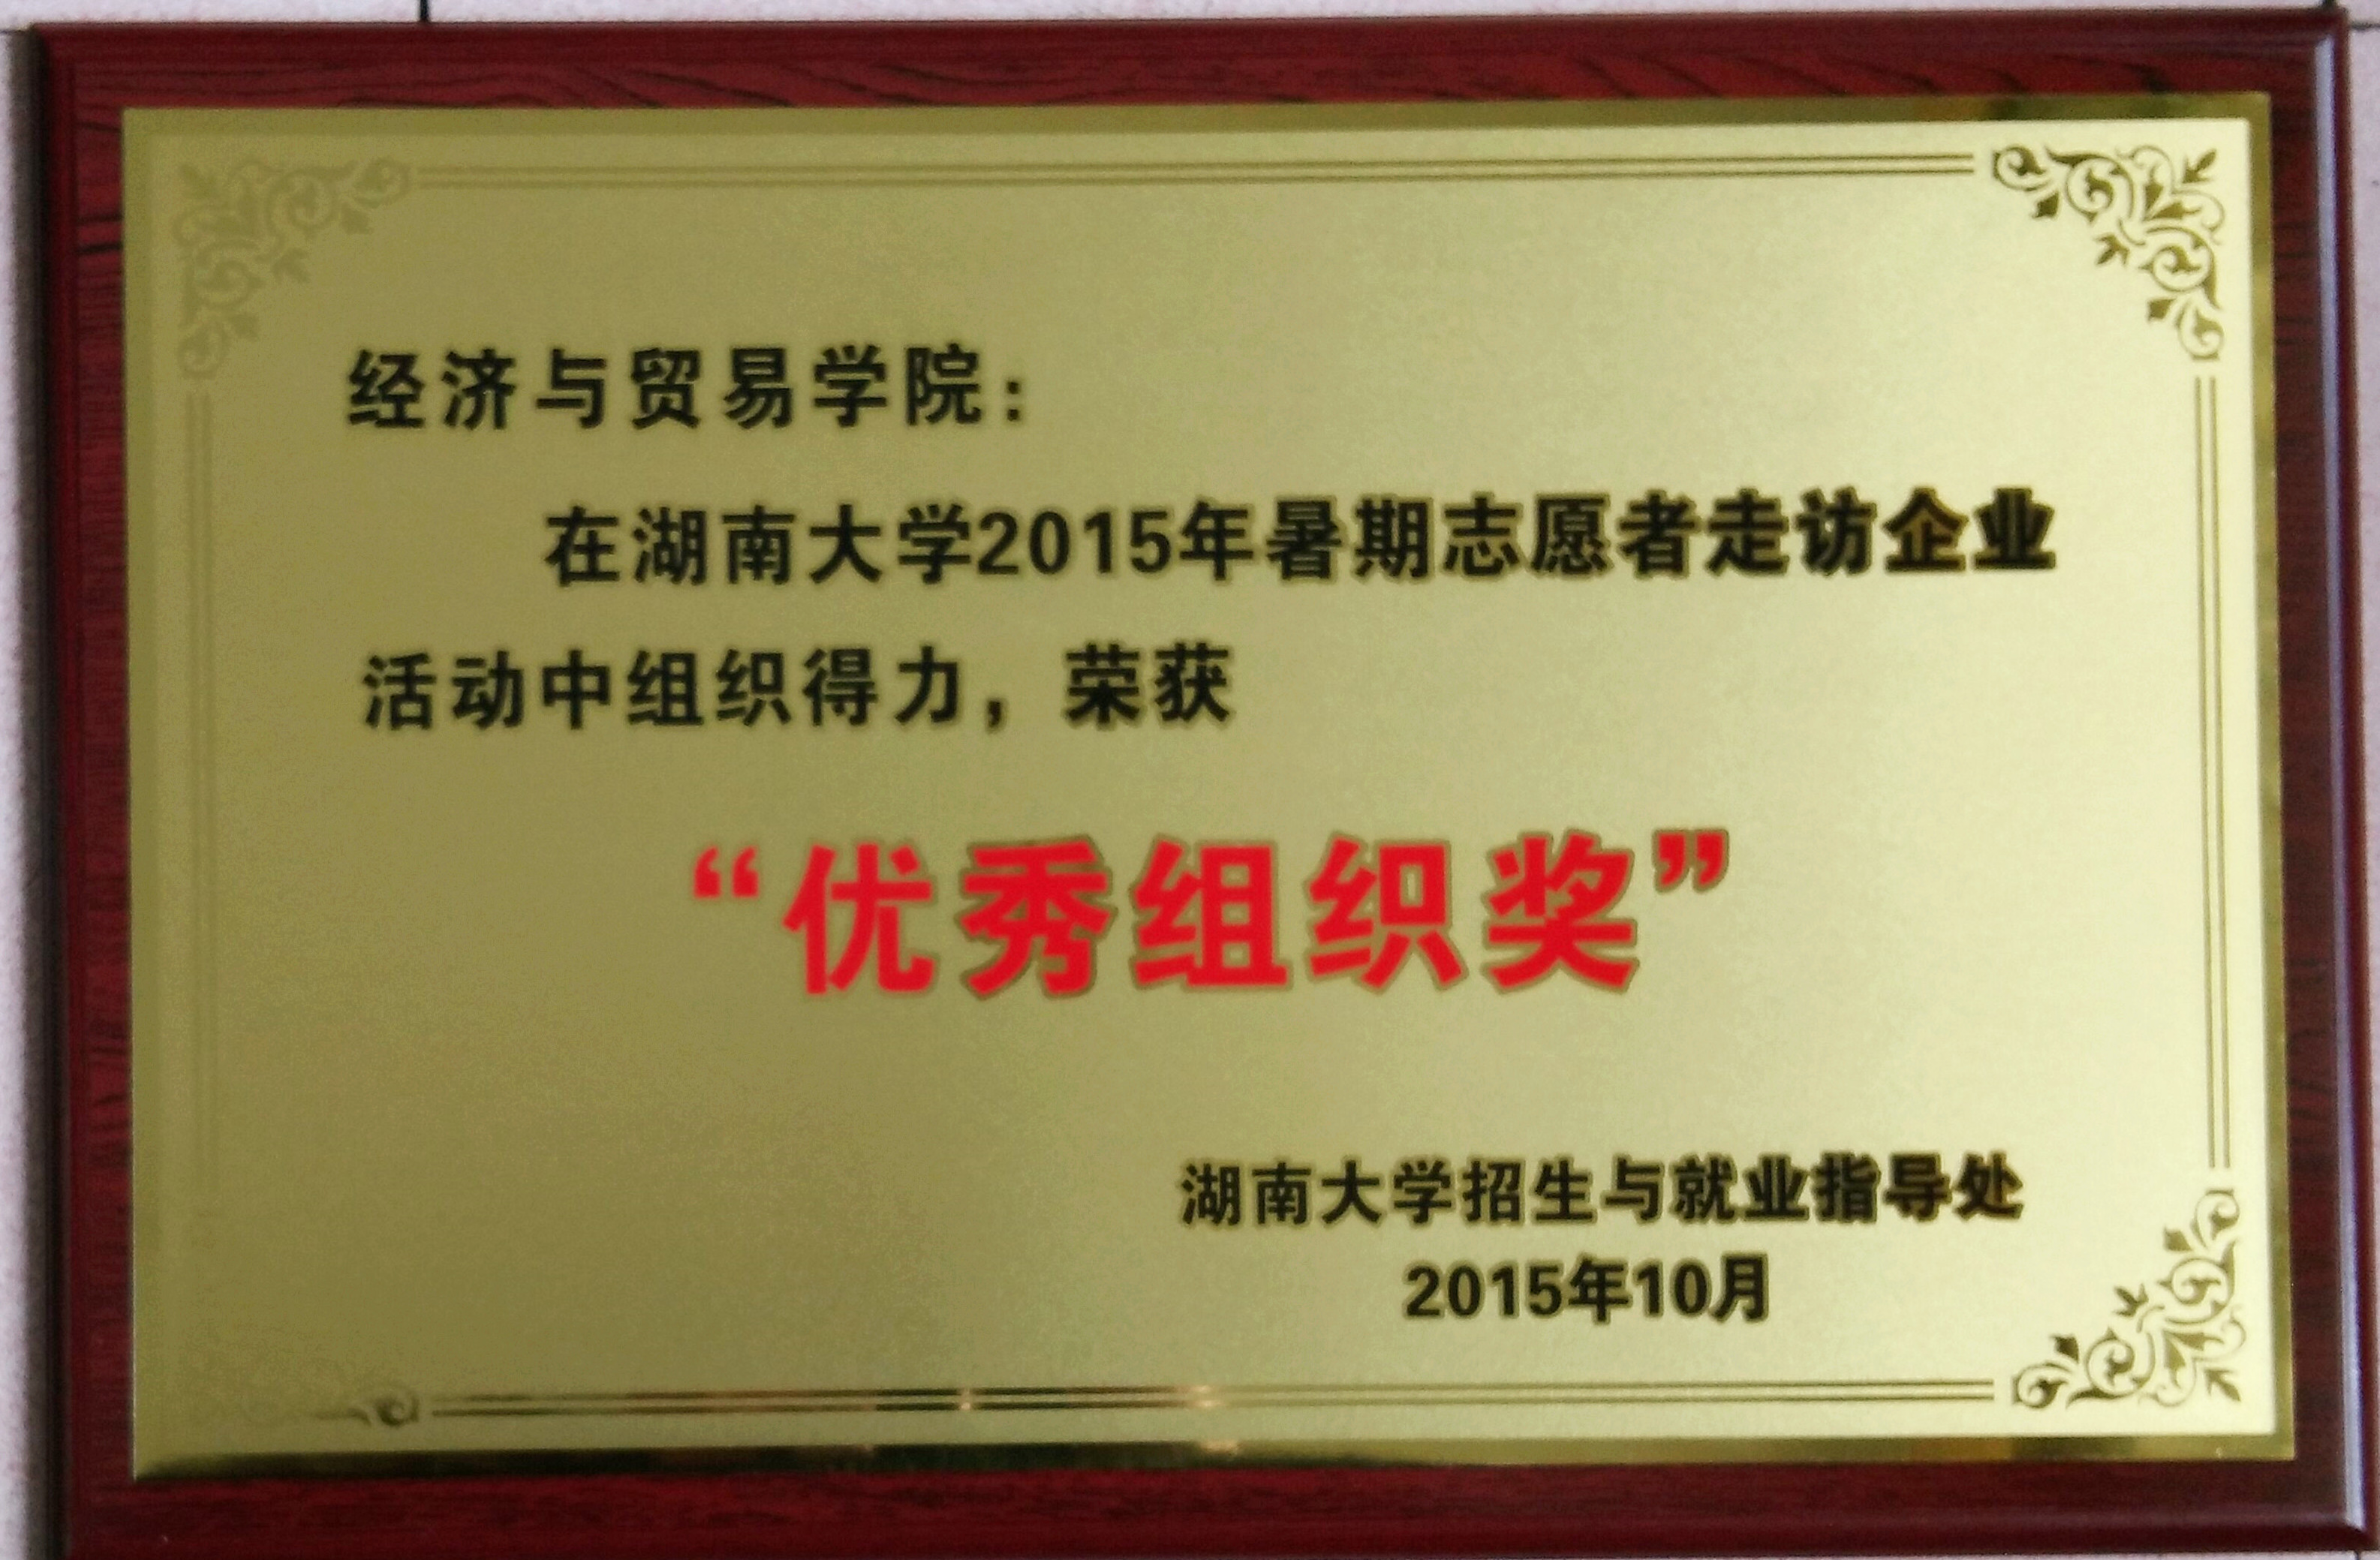 经济与贸易学院：
在湖南大学2015年暑期志愿者走访企业
活动中组织得力，荣获
“优秀组织奖”
湖南大学招生与就业指导处
2015年10月